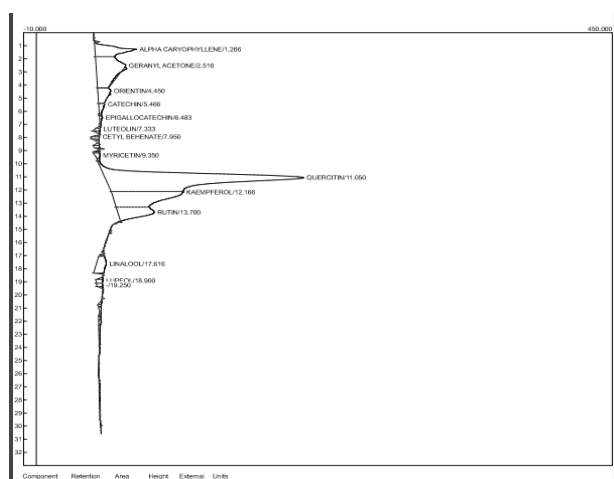 -10.000 450.000
1
ALPHA CARYOPHYLLENE/1.266
2
GERANYL ACETONE/2.516
3
4
ORIENTIN/4.450
5
CATECHIN/5.466
6
EPIGALLOCATECHIN/6.483
7
LUTEOLIN/7.333
8
CETYL BEHENATE/7.950
9
MYRICETIN/9.350
10
11
QUERCITIN/11.050
12
KAEMPFEROL/12.166
13
14
RUTIN/13.700
15
16
17
18
LINALOOL/17.616
19
LUPEOL/18.900
-/19.250
20
21
22
23
24
25
26
27
28
29
30
31
32
Component Retention Area Height External Units